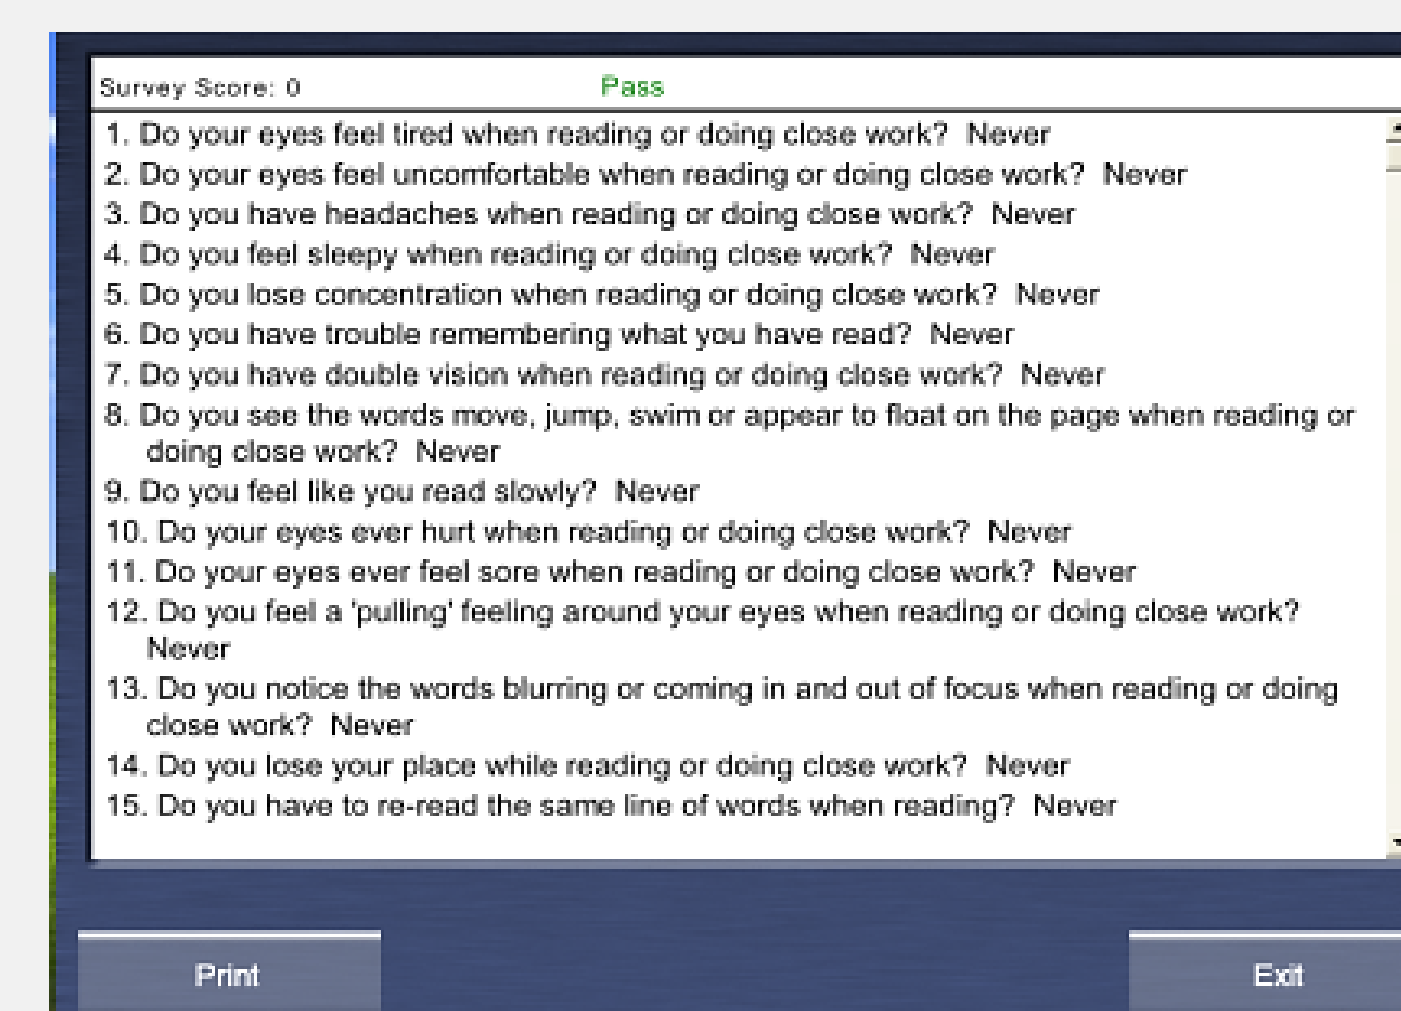 Survey Score: 0 Pass
1. Do your eyes feel tired when reading or doing close work? Never
2. Do your eyes feel uncomfortable when reading or doing close work? Never
3. Do you have headaches when reading or doing close work? Never
4. Do you feel sleepy when reading or doing close work? Never
5. Do you lose concentration when reading or doing close work? Never
6. Do you have trouble remembering what you have read? Never
7. Do you have double vision when reading or doing close work? Never
8. Do you see the words move, jump, swim or appear to float on the page when reading or
doing close work? Never
9. Do you feel like you read slowly? Never
10. Do your eyes ever hurt when reading or doing close work? Never
11. Do your eyes ever feel sore when reading or doing close work? Never
12. Do you feel a 'pulling' feeling around your eyes when reading or doing close work?
Never
13. Do you notice the words blurring or coming in and out of focus when reading or doing
close work? Never
14. Do you lose your place while reading or doing close work? Never
15. Do you have to re-read the same line of words when reading? Never
Print Exit